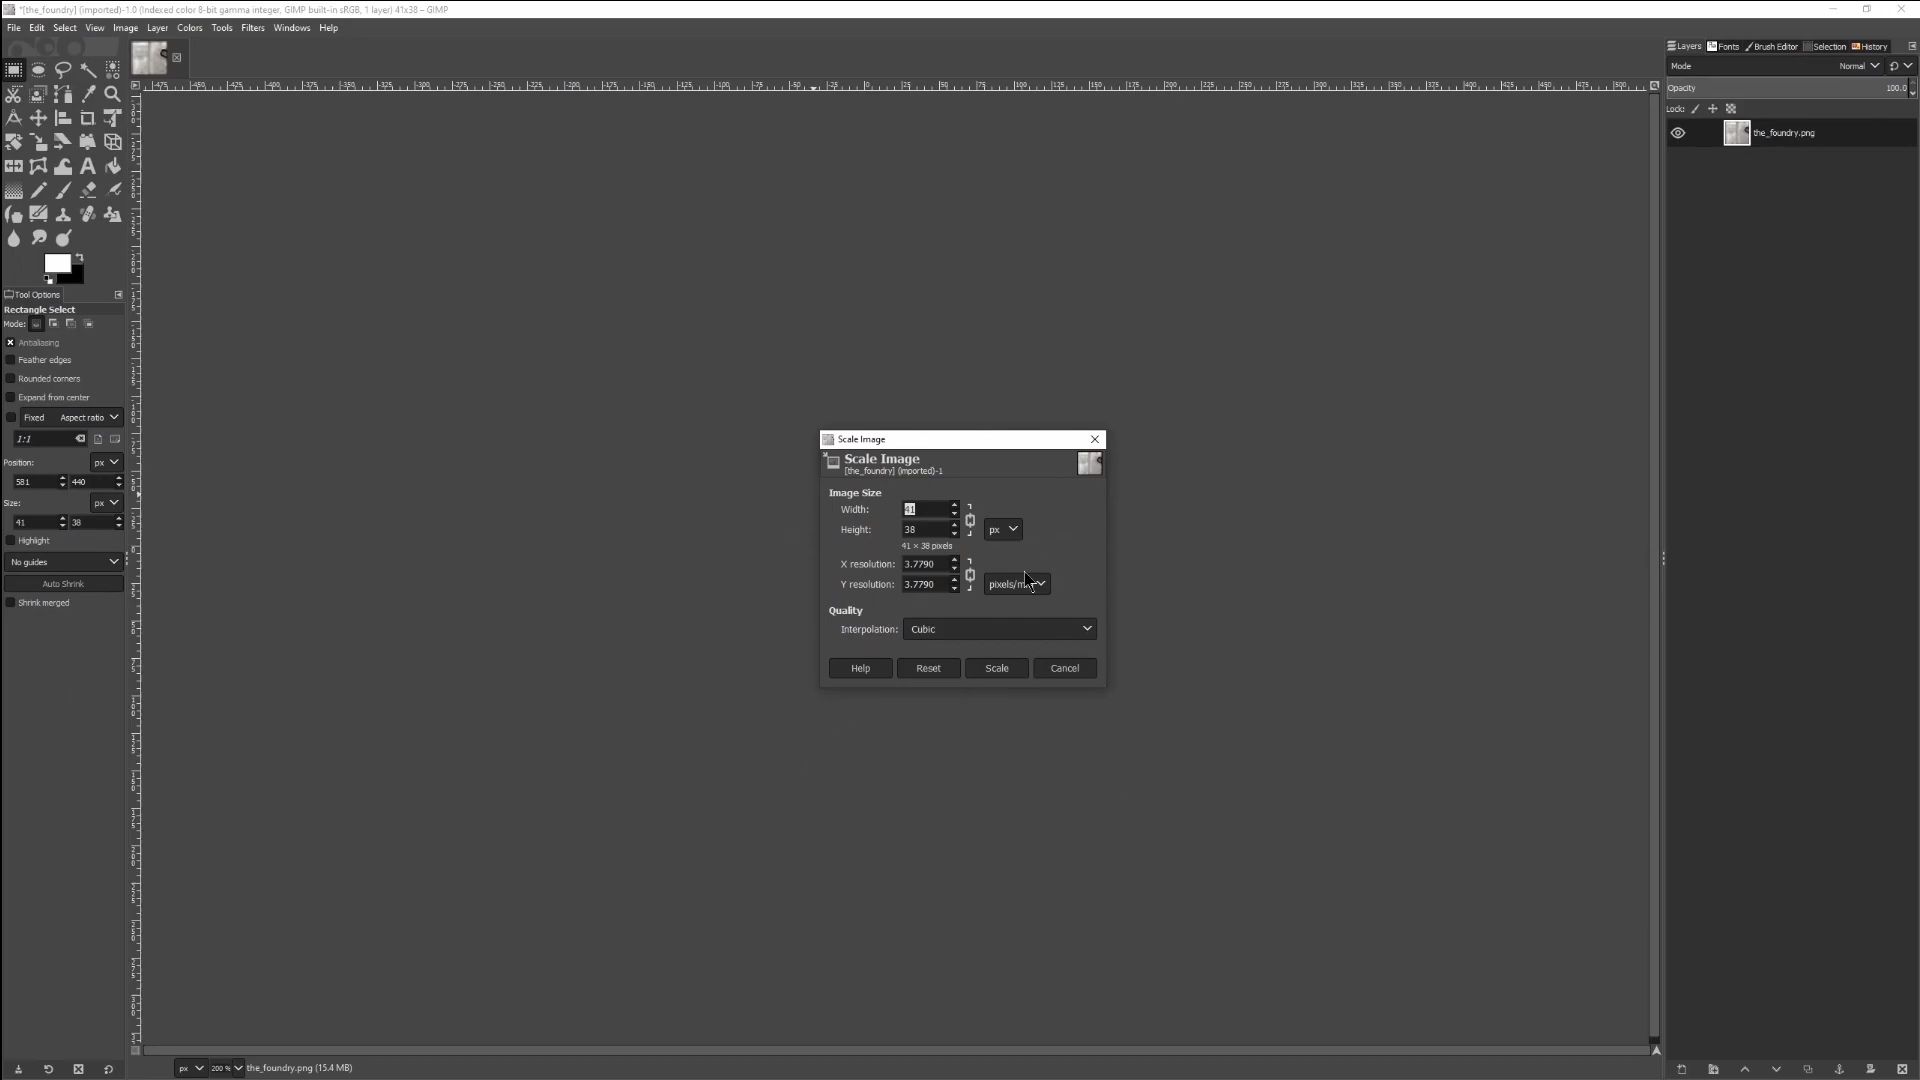 *[the_foundry] (imported)-1.0 (Indexed color 8-bit gamma integer, GIMP built-in sRGB, 1 layer) 41x38 – GIMP
File Edit Select View Image Layer Colors Tools Filters Windows Help
Layers Fonts Brush Editor Selection History
Mode Normal
Opacity 100.0
Lock:
the_foundry.png
Tool Options
Rectangle Select
Mode:
Antialiasing
Feather edges
Rounded corners
Expand from center
Fixed Aspect ratio
1:1
Position: px
581 440
Size: px
41 38
Highlight
No guides
Auto Shrink
Shrink merged
Scale Image
Scale Image
[the_foundry] (imported)-1
Image Size
Width: 41
Height: 38 px
41 × 38 pixels
X resolution: 3.7790
Y resolution: 3.7790 pixels/m
Quality
Interpolation: Cubic
Help Reset Scale Cancel
px 200 % the_foundry.png (15.4 MB)